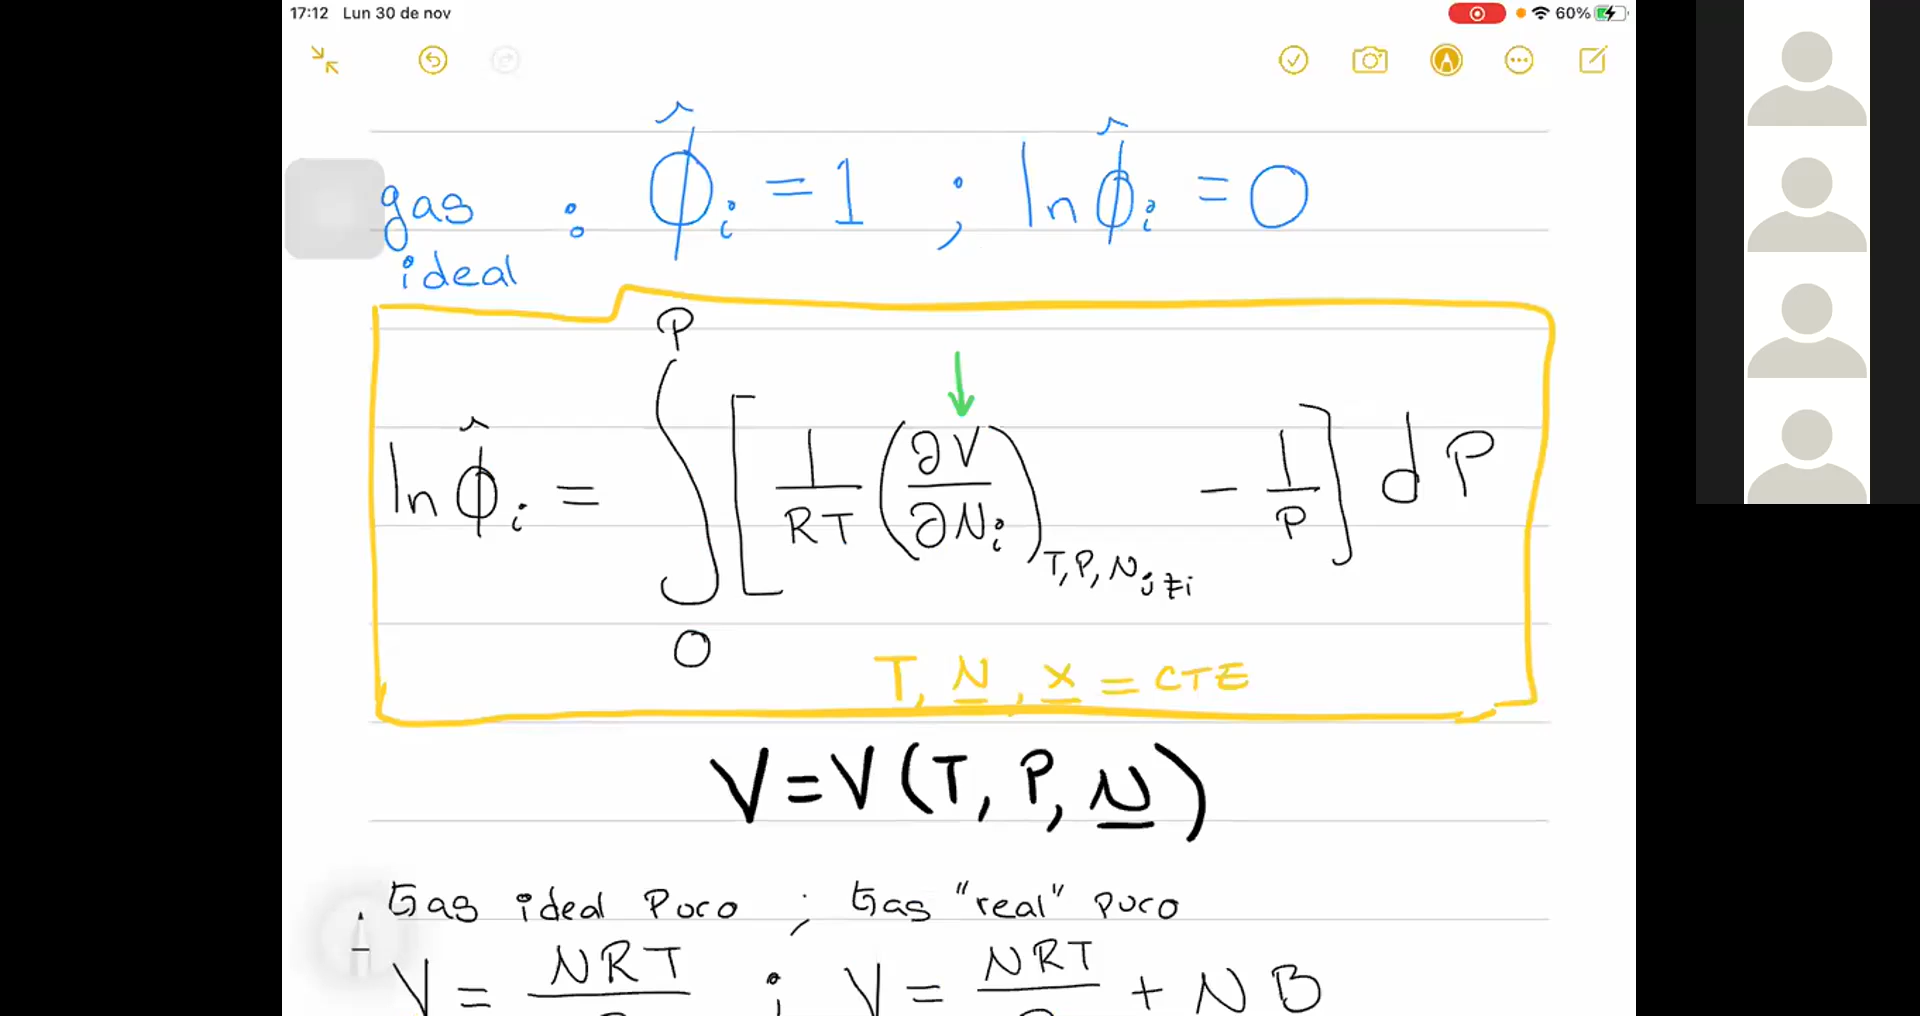 17:12 Lun 30 de nov 60%
gas ideal : ϕ̂i = 1 ; ln ϕ̂i = 0
ln ϕ̂i = ∫₀ᴾ [ 1/RT (∂V/∂Ni)T,P,Nj≠i - 1/P ] dP
T, N, x = CTE
V = V(T, P, N)
Gas ideal Puro ; Gas "real" puro
V = NRT ; V = NRT + NB